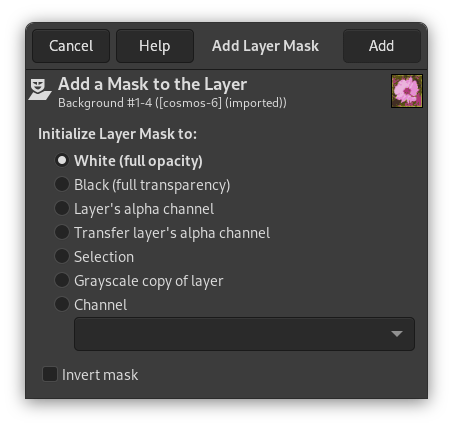 Cancel Help Add Layer Mask Add
Add a Mask to the Layer
Background #1-4 ([cosmos-6] (imported))
Initialize Layer Mask to:
White (full opacity)
Black (full transparency)
Layer's alpha channel
Transfer layer's alpha channel
Selection
Grayscale copy of layer
Channel
Invert mask